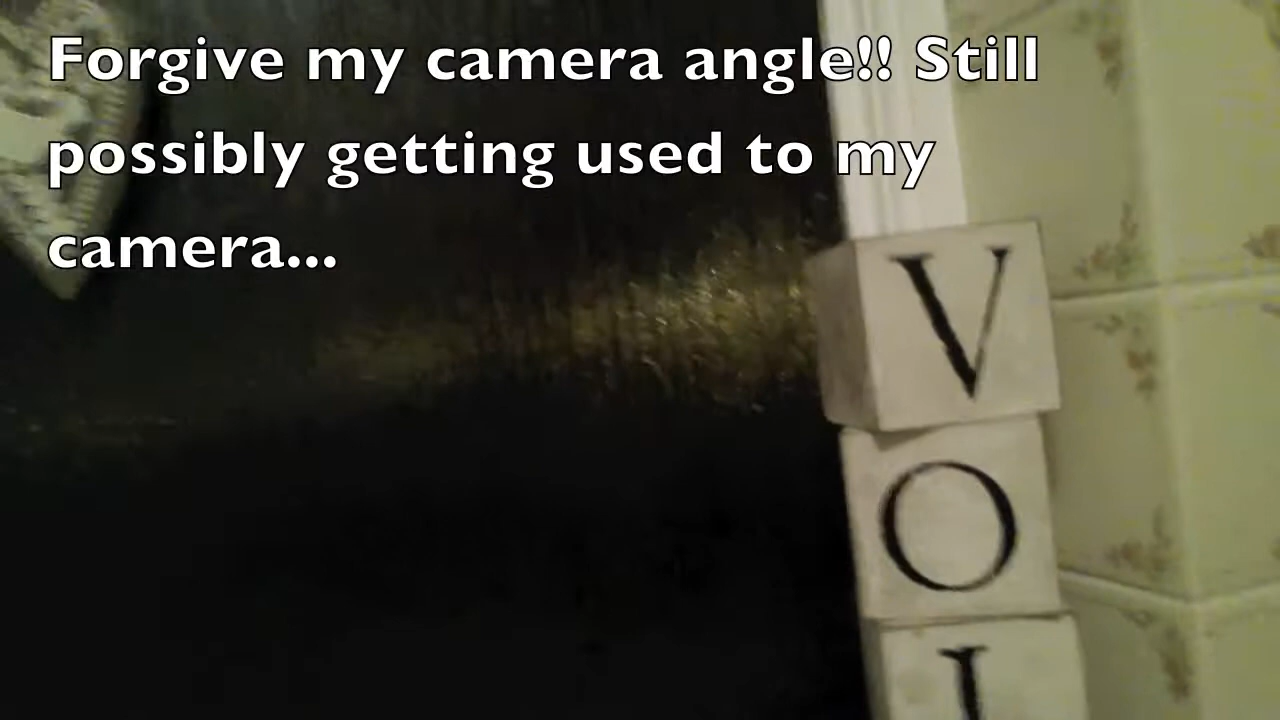 Forgive my camera angle!! Still
possibly getting used to my
camera...
V
O
I